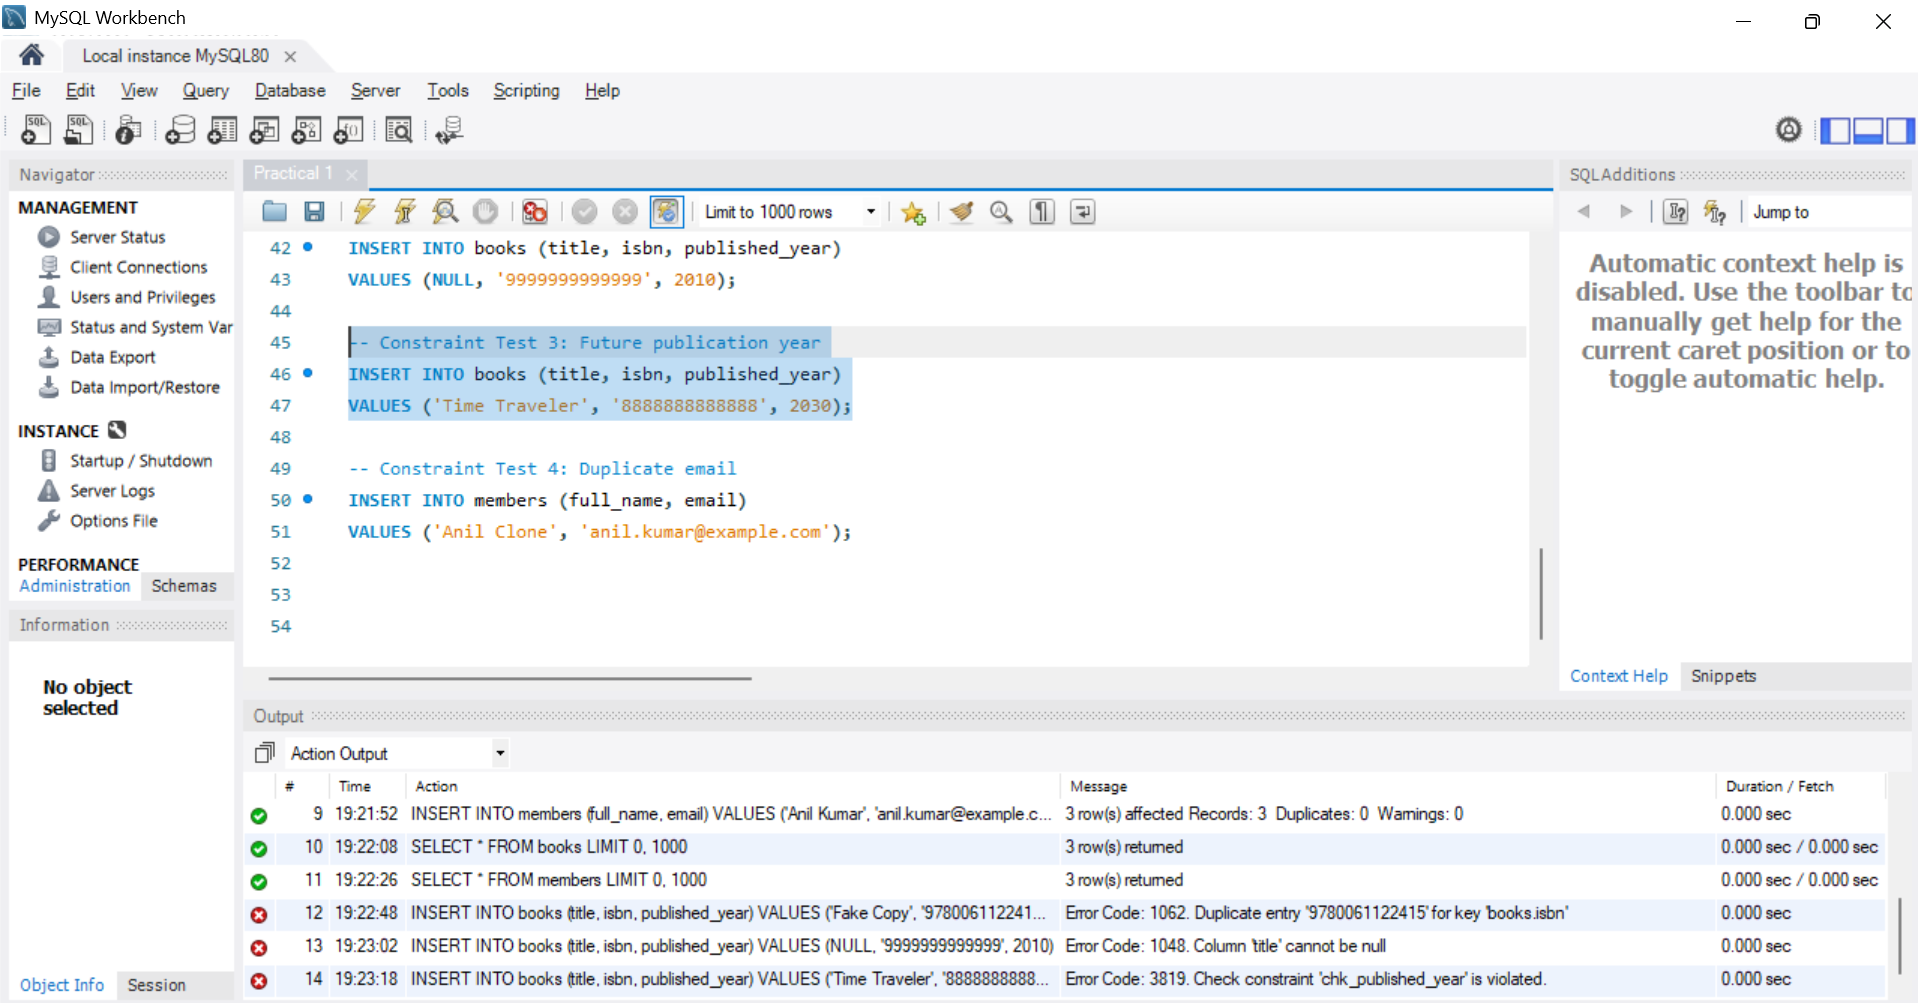 MySQL Workbench
Local instance MySQL80
File Edit View Query Database Server Tools Scripting Help
Navigator
MANAGEMENT
Server Status
Client Connections
Users and Privileges
Status and System Var
Data Export
Data Import/Restore
INSTANCE
Startup / Shutdown
Server Logs
Options File
PERFORMANCE
Administration Schemas
Information
No object
selected
Object Info Session
Practical 1
Limit to 1000 rows
42 INSERT INTO books (title, isbn, published_year)
43 VALUES (NULL, '9999999999999', 2010);
44
45 -- Constraint Test 3: Future publication year
46 INSERT INTO books (title, isbn, published_year)
47 VALUES ('Time Traveler', '8888888888888', 2030);
48
49 -- Constraint Test 4: Duplicate email
50 INSERT INTO members (full_name, email)
51 VALUES ('Anil Clone', 'anil.kumar@example.com');
52
53
54
SQLAdditions
Jump to
Automatic context help is
disabled. Use the toolbar to
manually get help for the
current caret position or to
toggle automatic help.
Context Help Snippets
Output
Action Output
# Time Action Message Duration / Fetch
9 19:21:52 INSERT INTO members (full_name, email) VALUES ('Anil Kumar', 'anil.kumar@example.c... 3 row(s) affected Records: 3 Duplicates: 0 Warnings: 0 0.000 sec
10 19:22:08 SELECT * FROM books LIMIT 0, 1000 3 row(s) returned 0.000 sec / 0.000 sec
11 19:22:26 SELECT * FROM members LIMIT 0, 1000 3 row(s) returned 0.000 sec / 0.000 sec
12 19:22:48 INSERT INTO books (title, isbn, published_year) VALUES ('Fake Copy', '978006112241... Error Code: 1062. Duplicate entry '9780061122415' for key 'books.isbn' 0.000 sec
13 19:23:02 INSERT INTO books (title, isbn, published_year) VALUES (NULL, '9999999999999', 2010) Error Code: 1048. Column 'title' cannot be null 0.000 sec
14 19:23:18 INSERT INTO books (title, isbn, published_year) VALUES ('Time Traveler', '8888888888... Error Code: 3819. Check constraint 'chk_published_year' is violated. 0.000 sec